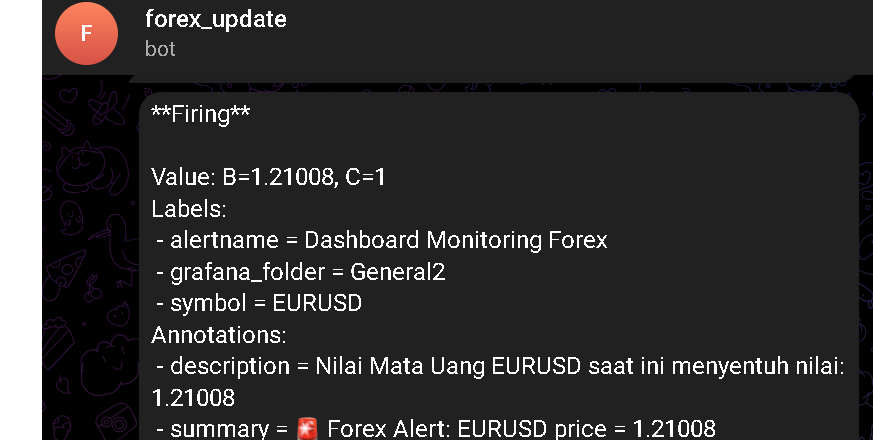 F
forex_update
bot
**Firing**
Value: B=1.21008, C=1
Labels:
- alertname = Dashboard Monitoring Forex
- grafana_folder = General2
- symbol = EURUSD
Annotations:
- description = Nilai Mata Uang EURUSD saat ini menyentuh nilai:
1.21008
- summary = 🚨 Forex Alert: EURUSD price = 1.21008